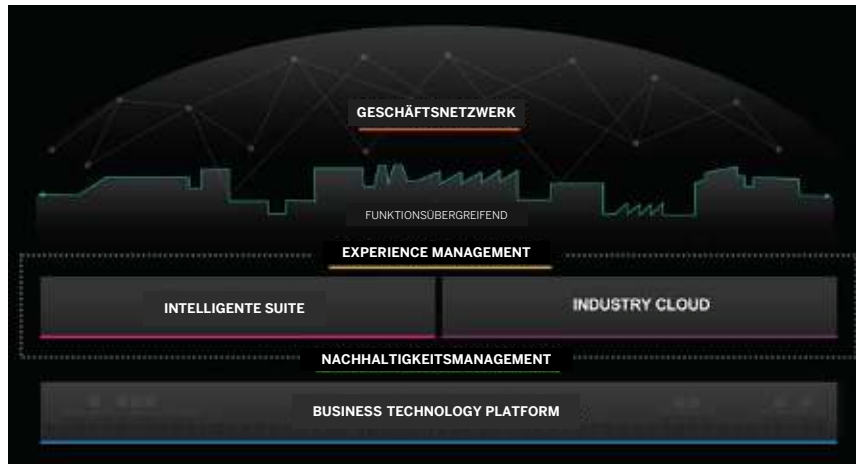 GESCHÄFTSNETZWERK
FUNKTIONSÜBERGREIFEND
EXPERIENCE MANAGEMENT
INTELLIGENTE SUITE
INDUSTRY CLOUD
NACHHALTIGKEITSMANAGEMENT
BUSINESS TECHNOLOGY PLATFORM